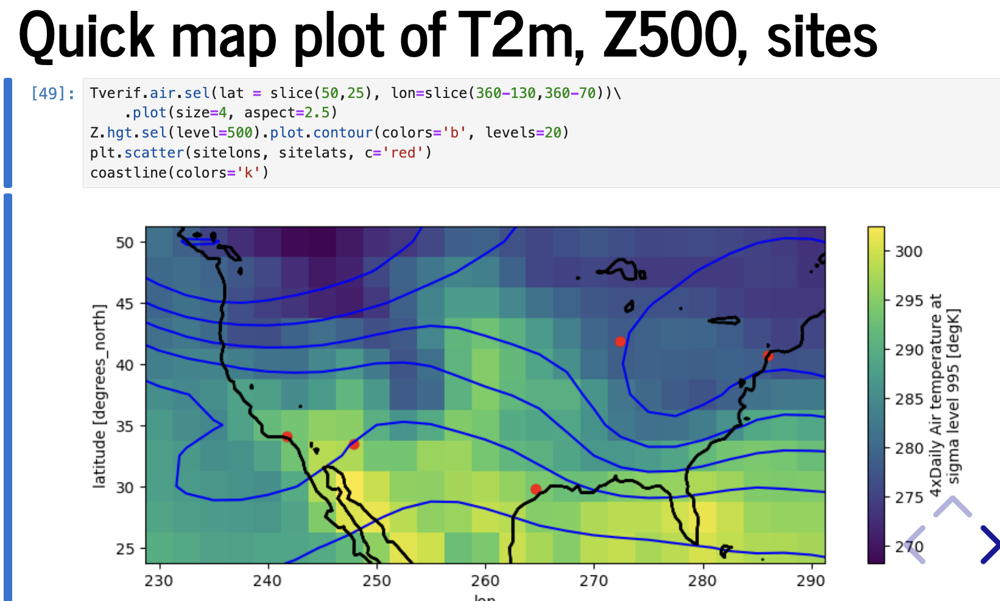 Quick map plot of T2m, Z500, sites
[49]:
Tverif.air.sel(lat = slice(50,25), lon=slice(360-130,360-70))\
.plot(size=4, aspect=2.5)
Z.hgt.sel(level=500).plot.contour(colors='b', levels=20)
plt.scatter(sitelons, sitelats, c='red')
coastline(colors='k')
50
45
40
35
30
25
latitude [degrees_north]
230
240
250
260
270
280
290
lon
300
295
290
285
280
275
270
4xDaily Air temperature at
sigma level 995 [degK]